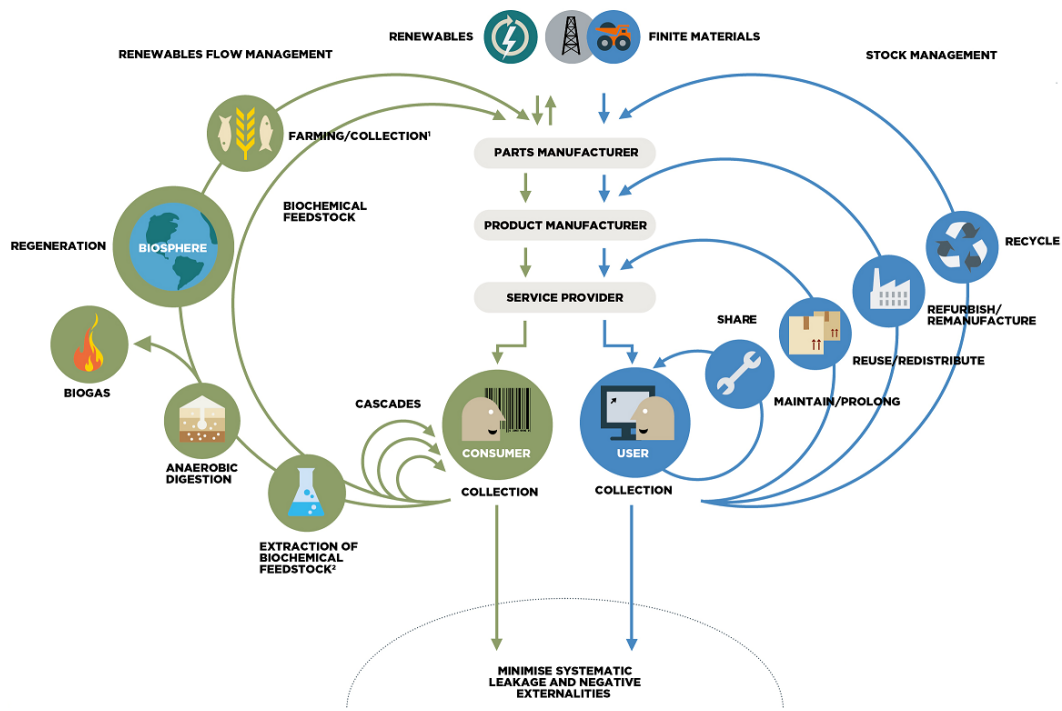 RENEWABLES
FINITE MATERIALS
RENEWABLES FLOW MANAGEMENT
STOCK MANAGEMENT
FARMING/COLLECTION¹
PARTS MANUFACTURER
BIOCHEMICAL
FEEDSTOCK
PRODUCT MANUFACTURER
REGENERATION
BIOSPHERE
RECYCLE
SERVICE PROVIDER
SHARE
REFURBISH/
REMANUFACTURE
REUSE/REDISTRIBUTE
BIOGAS
MAINTAIN/PROLONG
CASCADES
CONSUMER
USER
ANAEROBIC
DIGESTION
COLLECTION
COLLECTION
EXTRACTION OF
BIOCHEMICAL
FEEDSTOCK²
MINIMISE SYSTEMATIC
LEAKAGE AND NEGATIVE
EXTERNALITIES